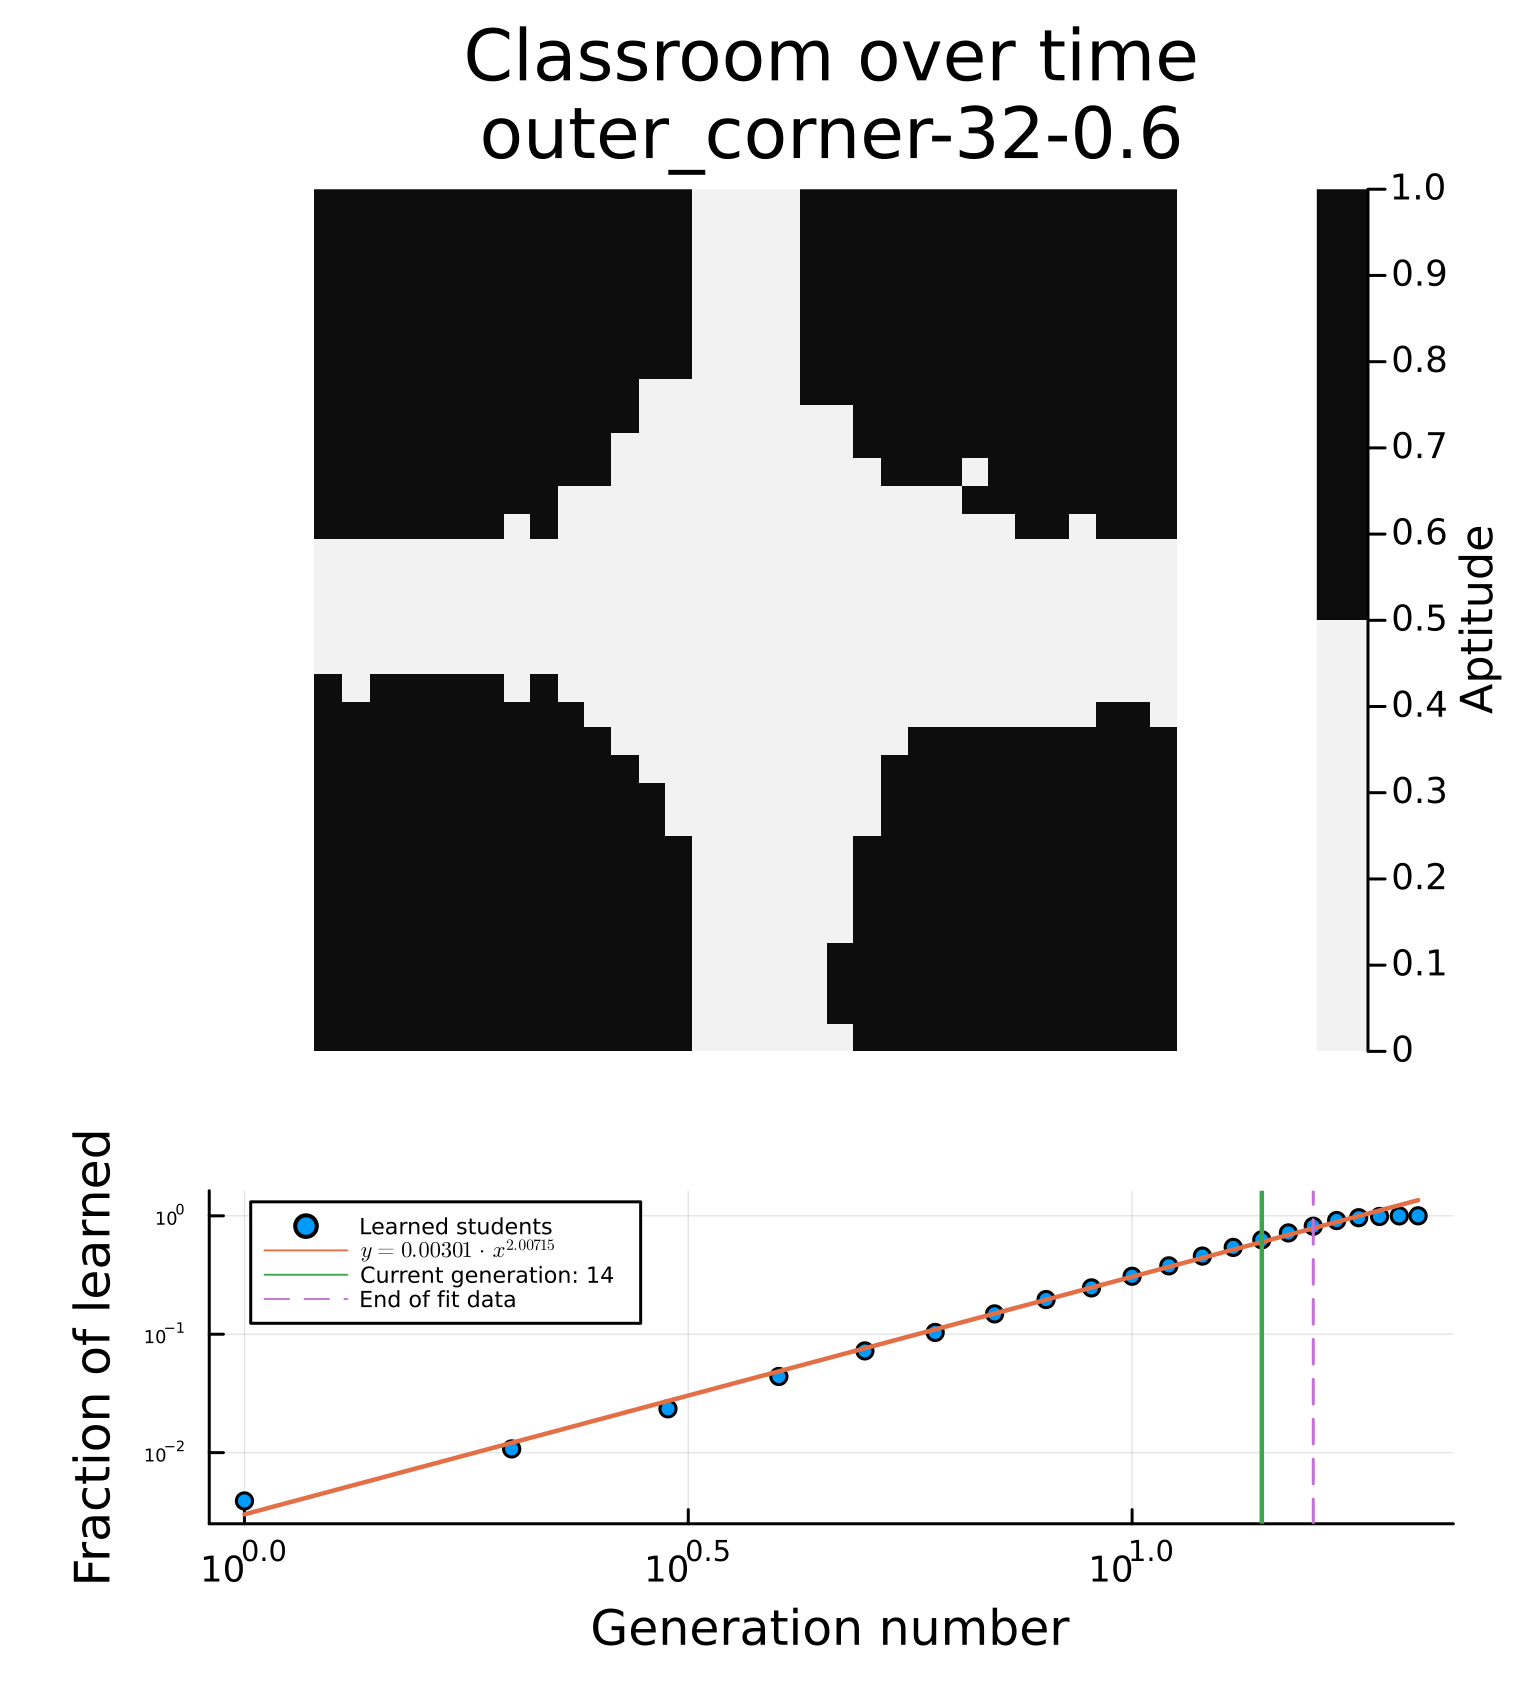 Classroom over time
outer_corner-32-0.6
1.0
0.9
0.8
0.7
0.6
0.5
0.4
0.3
0.2
0.1
0
Aptitude
Fraction of learned
10^0
10^-1
10^-2
Learned students
y = 0.00301 · x^2.00715
Current generation: 14
End of fit data
10^0.0
10^0.5
10^1.0
Generation number